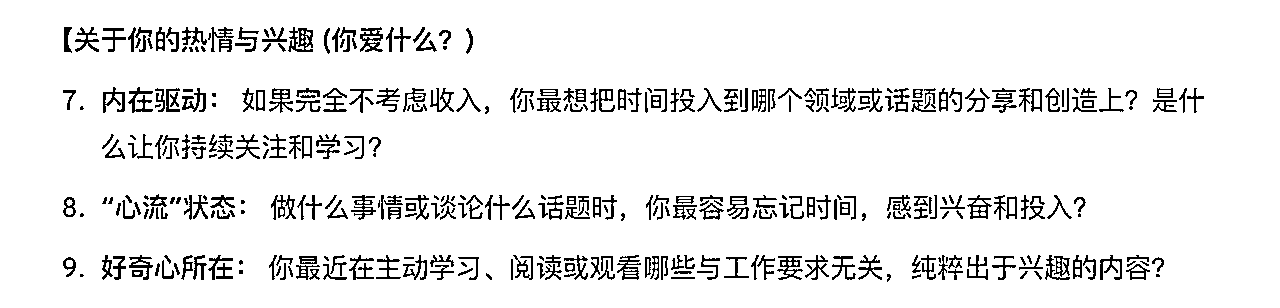 【关于你的热情与兴趣 (你爱什么？)
7. 内在驱动： 如果完全不考虑收入，你最想把时间投入到哪个领域或话题的分享和创造上？是什
么让你持续关注和学习？
8. “心流”状态： 做什么事情或谈论什么话题时，你最容易忘记时间，感到兴奋和投入？
9. 好奇心所在： 你最近在主动学习、阅读或观看哪些与工作要求无关，纯粹出于兴趣的内容？